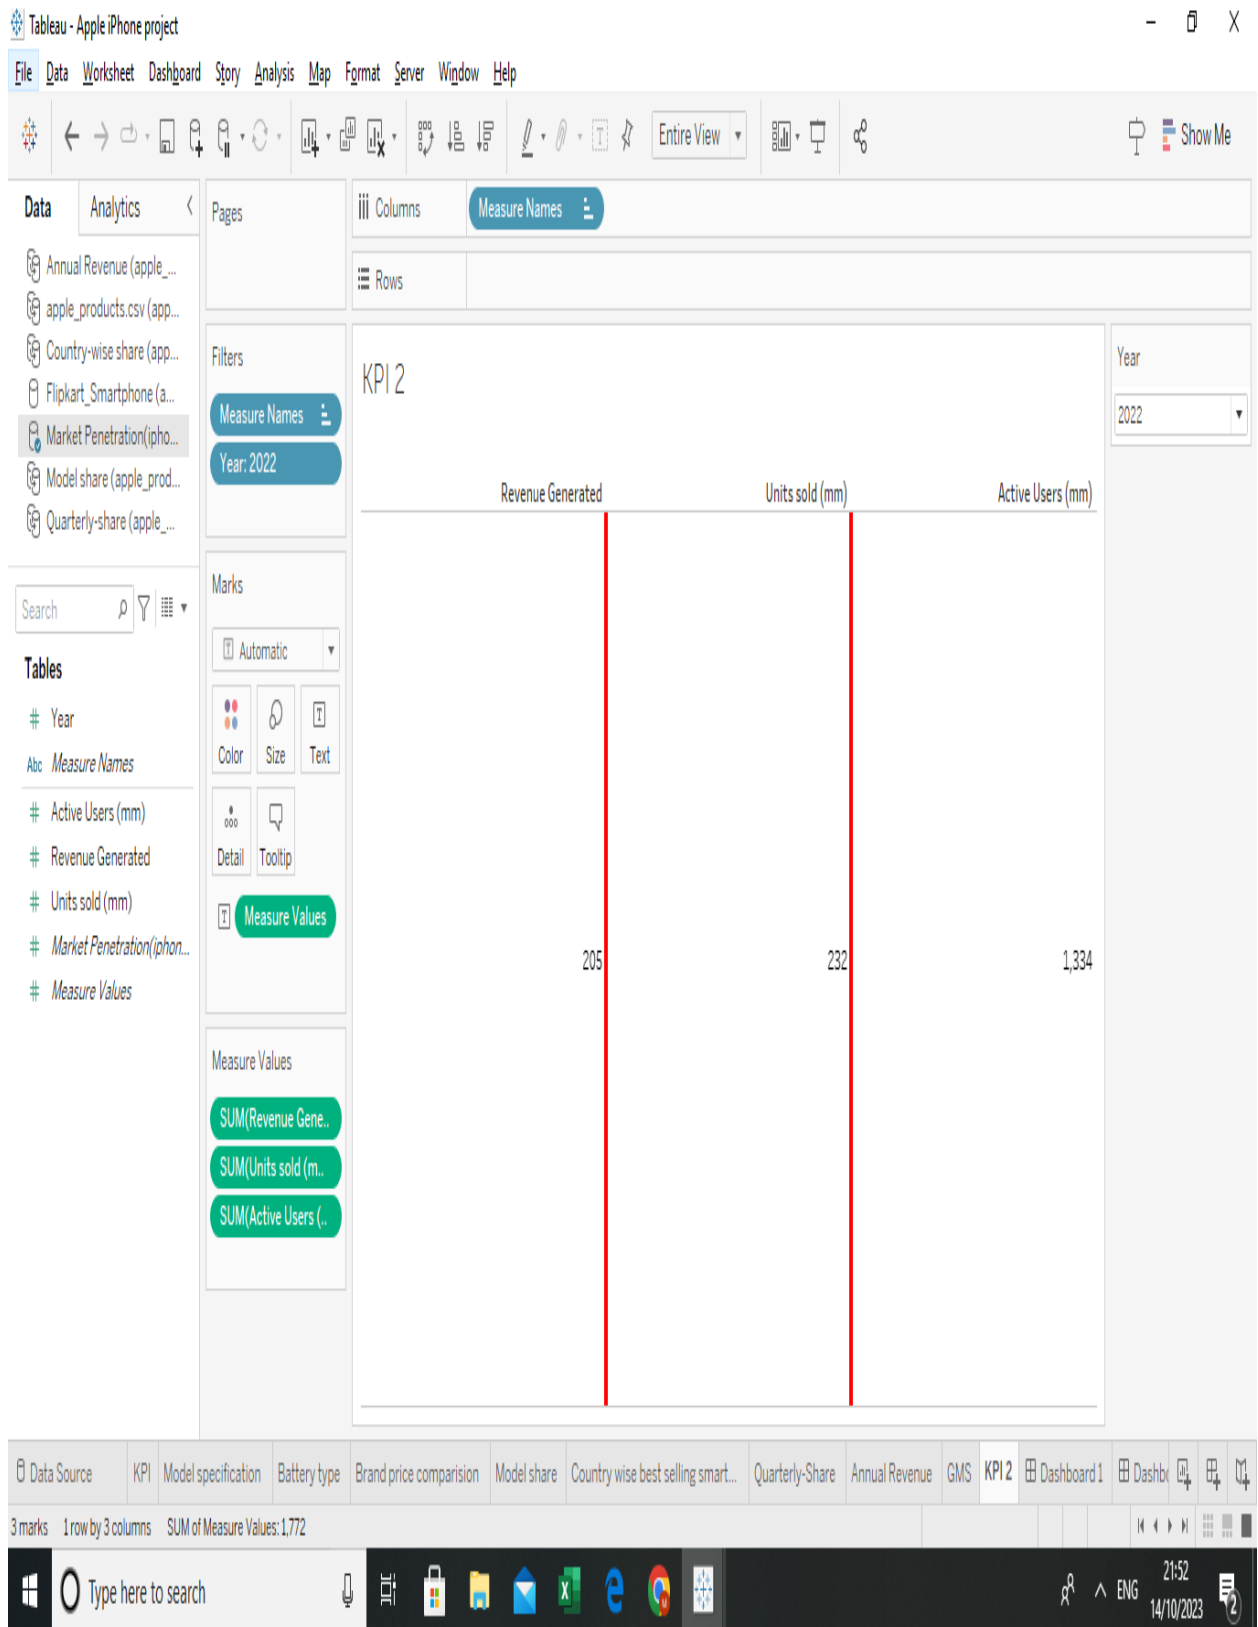 Tableau - Apple iPhone project
File Data Worksheet Dashboard Story Analysis Map Format Server Window Help
Entire View
Show Me
Data Analytics
Annual Revenue (apple_...
apple_products.csv (app...
Country-wise share (app...
Flipkart_Smartphone (a...
Market Penetration(ipho...
Model share (apple_prod...
Quarterly-share (apple_...
Search
Tables
# Year
Abc Measure Names
# Active Users (mm)
# Revenue Generated
# Units sold (mm)
# Market Penetration(iphon...
# Measure Values
Pages
Filters
Measure Names
Year: 2022
Marks
T Automatic
Color Size T Text
Detail Tooltip
T Measure Values
Measure Values
SUM(Revenue Gene..
SUM(Units sold (m..
SUM(Active Users (..
iii Columns Measure Names
Rows
KPI 2
Revenue Generated Units sold (mm) Active Users (mm)
205 232 1,334
Year
2022
Data Source KPI Model specification Battery type Brand price comparision Model share Country wise best selling smart... Quarterly-Share Annual Revenue GMS KPI 2 Dashboard 1 Dashbo
3 marks 1 row by 3 columns SUM of Measure Values: 1,772
Type here to search
ENG
21:52
14/10/2023
2